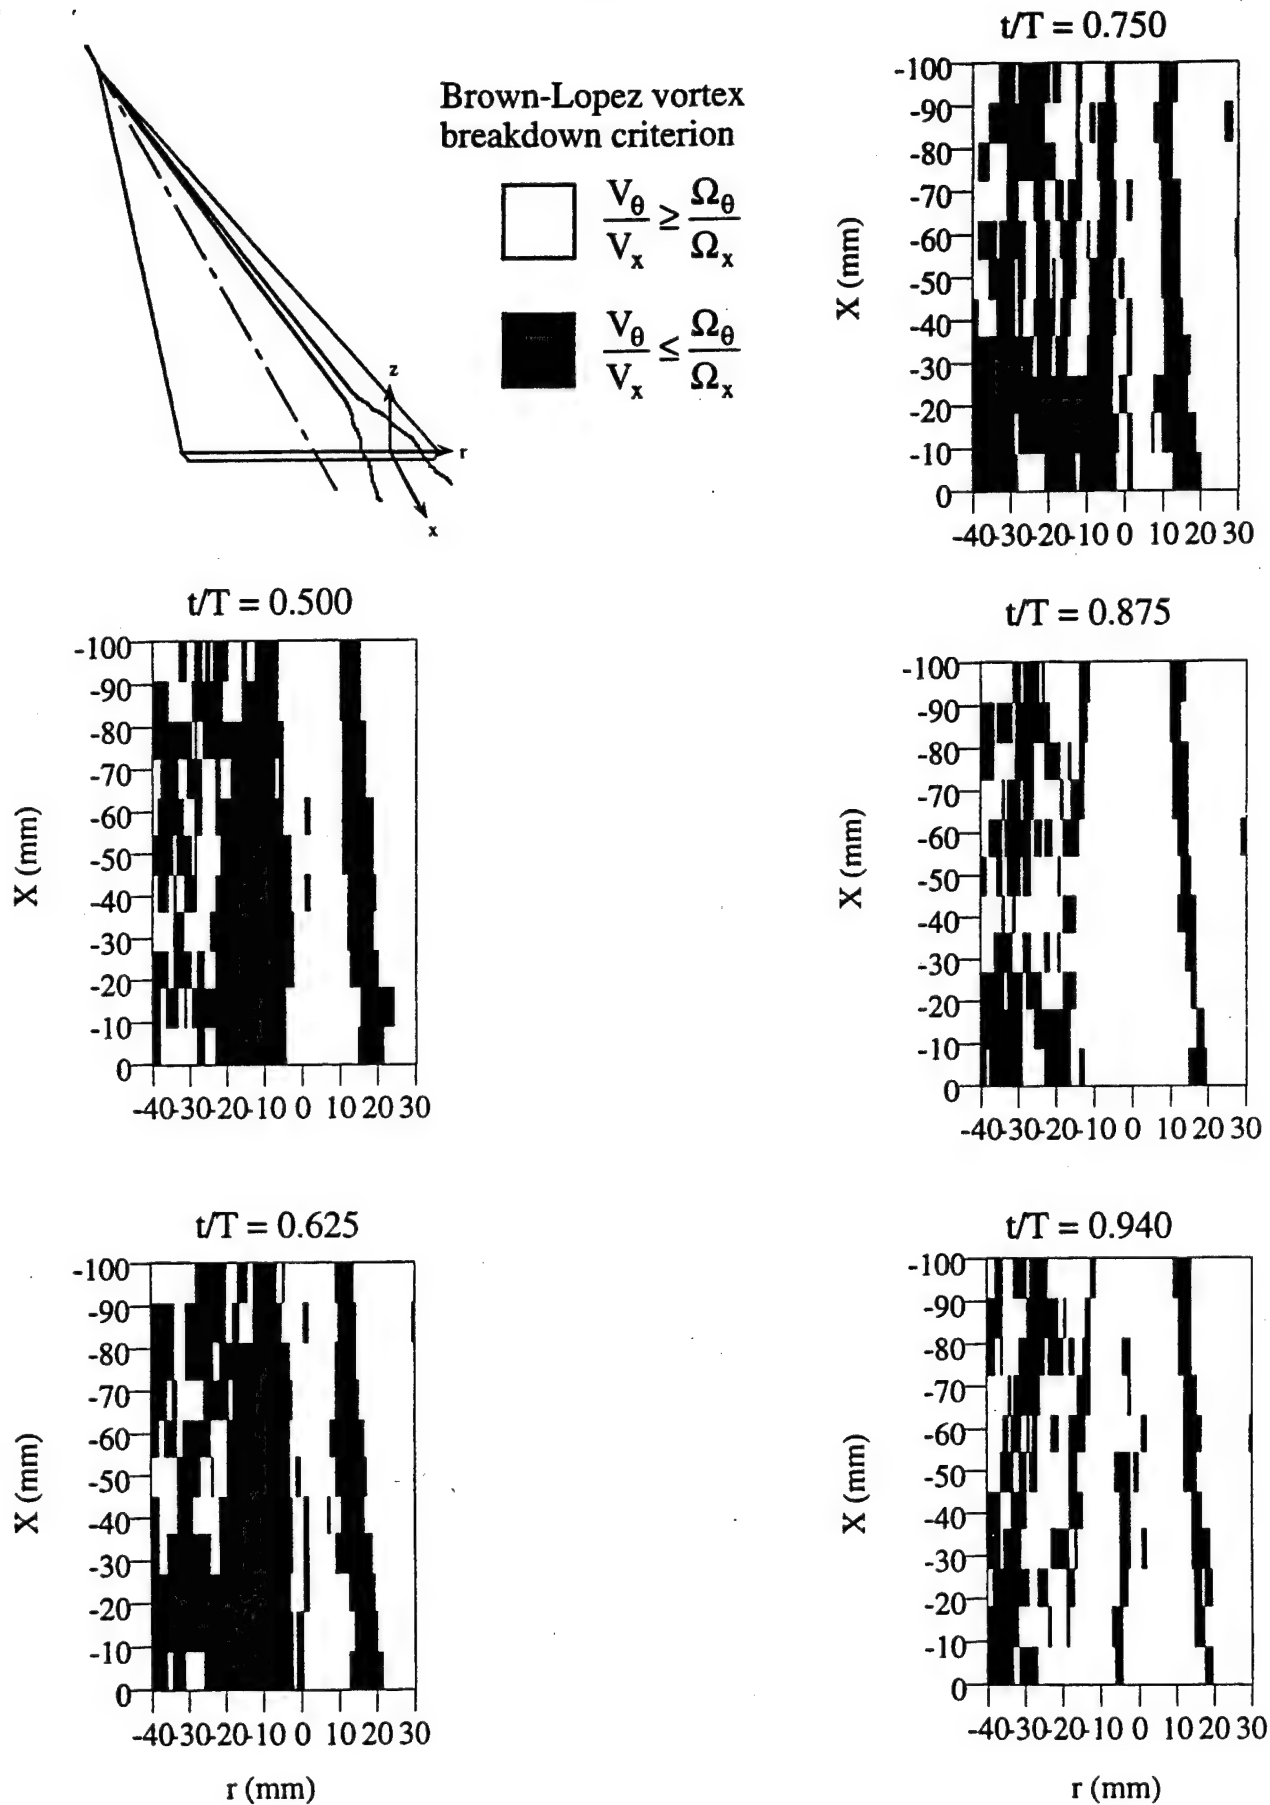 Brown-Lopez vortex
breakdown criterion
V_θ / V_x ≥ Ω_θ / Ω_x
V_θ / V_x ≤ Ω_θ / Ω_x
z
r
x
t/T = 0.750
-100
-90
-80
-70
-60
-50
-40
-30
-20
-10
0
X (mm)
-40 -30 -20 -10 0 10 20 30
t/T = 0.500
-100
-90
-80
-70
-60
-50
-40
-30
-20
-10
0
X (mm)
-40 -30 -20 -10 0 10 20 30
t/T = 0.875
-100
-90
-80
-70
-60
-50
-40
-30
-20
-10
0
X (mm)
-40 -30 -20 -10 0 10 20 30
t/T = 0.625
-100
-90
-80
-70
-60
-50
-40
-30
-20
-10
0
X (mm)
-40 -30 -20 -10 0 10 20 30
r (mm)
t/T = 0.940
-100
-90
-80
-70
-60
-50
-40
-30
-20
-10
0
X (mm)
-40 -30 -20 -10 0 10 20 30
r (mm)